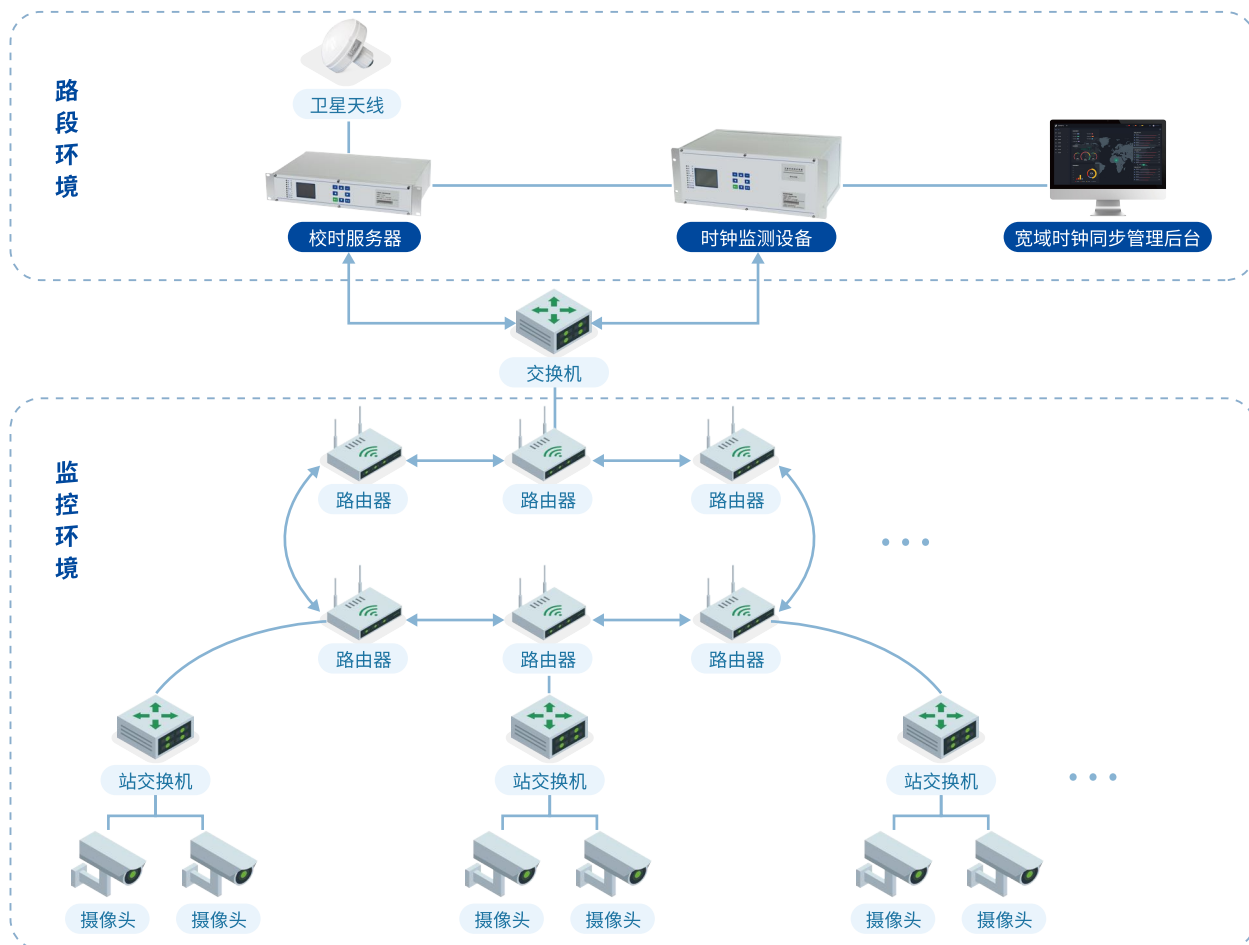 路段环境
卫星天线
校时服务器
时钟监测设备
宽域时钟同步管理后台
交换机
监控环境
路由器
路由器
路由器
路由器
路由器
路由器
站交换机
站交换机
站交换机
摄像头
摄像头
摄像头
摄像头
摄像头
摄像头